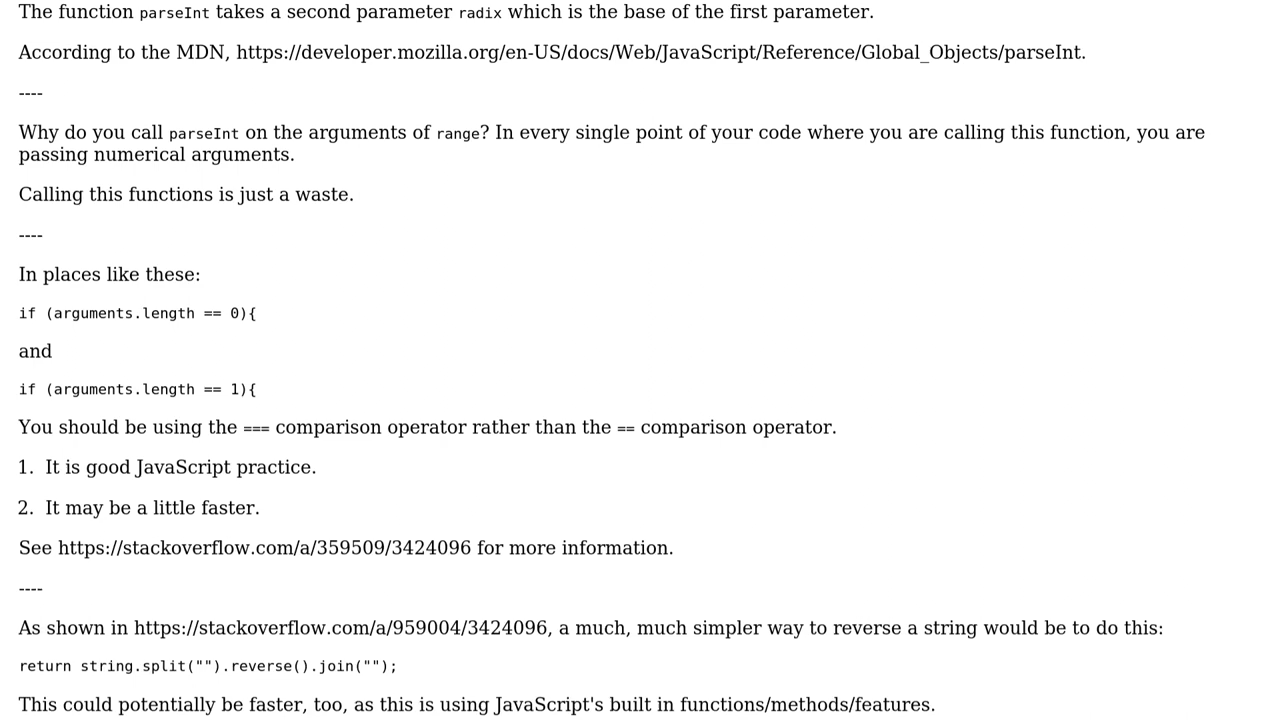 The function parseInt takes a second parameter radix which is the base of the first parameter.
According to the MDN, https://developer.mozilla.org/en-US/docs/Web/JavaScript/Reference/Global_Objects/parseInt.
----
Why do you call parseInt on the arguments of range? In every single point of your code where you are calling this function, you are
passing numerical arguments.
Calling this functions is just a waste.
----
In places like these:
if (arguments.length == 0){
and
if (arguments.length == 1){
You should be using the === comparison operator rather than the == comparison operator.
1. It is good JavaScript practice.
2. It may be a little faster.
See https://stackoverflow.com/a/359509/3424096 for more information.
----
As shown in https://stackoverflow.com/a/959004/3424096, a much, much simpler way to reverse a string would be to do this:
return string.split("").reverse().join("");
This could potentially be faster, too, as this is using JavaScript's built in functions/methods/features.